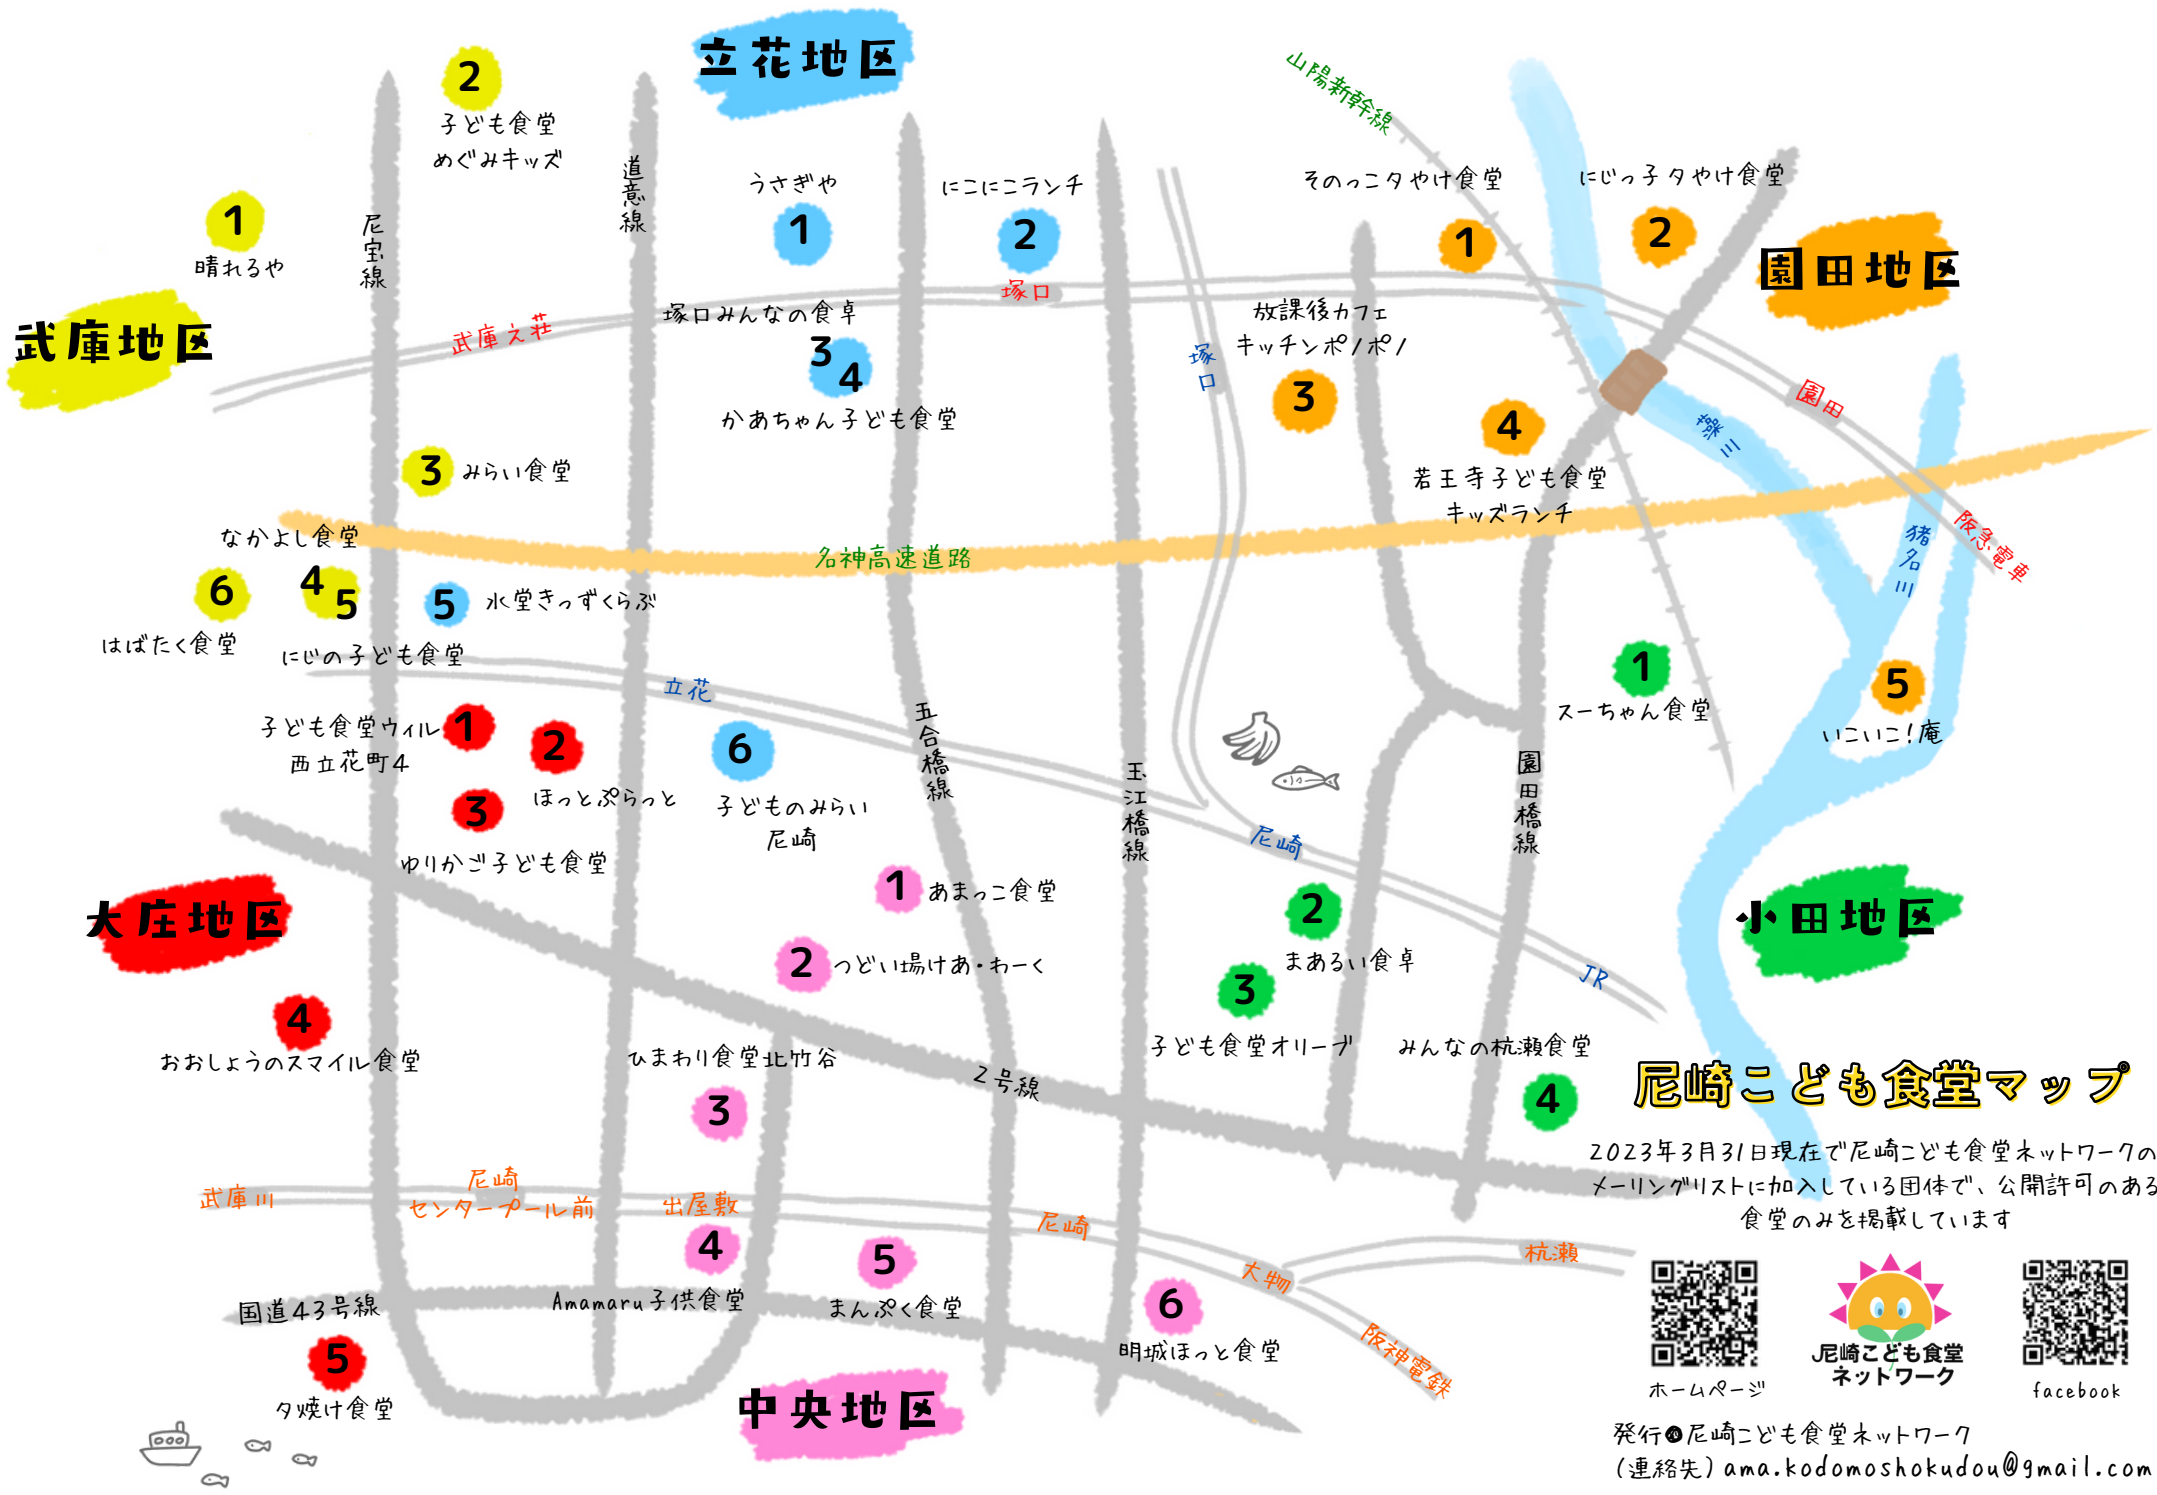 立花地区
2
子ども食堂
めぐみキッズ
山陽新幹線
道意線
うさぎや
1
にこにこランチ
2
そのっこ夕やけ食堂
1
にじっ子夕やけ食堂
2
園田地区
1
晴れるや
尼宝線
武庫地区
武庫之荘
塚口
塚口みんなの食卓
3
4
かあちゃん子ども食堂
塚口
放課後カフェ
キッチンポノポノ
3
4
若王寺子ども食堂
キッズランチ
藻川
園田
3
みらい食堂
なかよし食堂
名神高速道路
猪名川
阪急電車
6
はばたく食堂
4
5
にじの子ども食堂
5
水堂きっずくらぶ
立花
1
スーちゃん食堂
5
いこいこ!庵
子ども食堂ウィル
西立花町4
1
2
ほっとぷらっと
3
ゆりかご子ども食堂
6
子どものみらい
尼崎
五合橋線
玉江橋線
園田橋線
尼崎
大庄地区
1
あまっこ食堂
2
つどい場けあ・わーく
2
まあるい食卓
3
子ども食堂オリーブ
JR
小田地区
4
おおしょうのスマイル食堂
ひまわり食堂北竹谷
3
2号線
みんなの杭瀬食堂
4
尼崎こども食堂マップ
2023年3月31日現在で尼崎こども食堂ネットワークの
メーリングリストに加入している団体で、公開許可のある
食堂のみを掲載しています
武庫川
尼崎
センタープール前
出屋敷
尼崎
大物
杭瀬
阪神電鉄
4
Amamaru子供食堂
5
まんぷく食堂
6
明城ほっと食堂
国道43号線
5
夕焼け食堂
中央地区
ホームページ
尼崎こども食堂
ネットワーク
facebook
発行●尼崎こども食堂ネットワーク
(連絡先)ama.kodomoshokudou@gmail.com